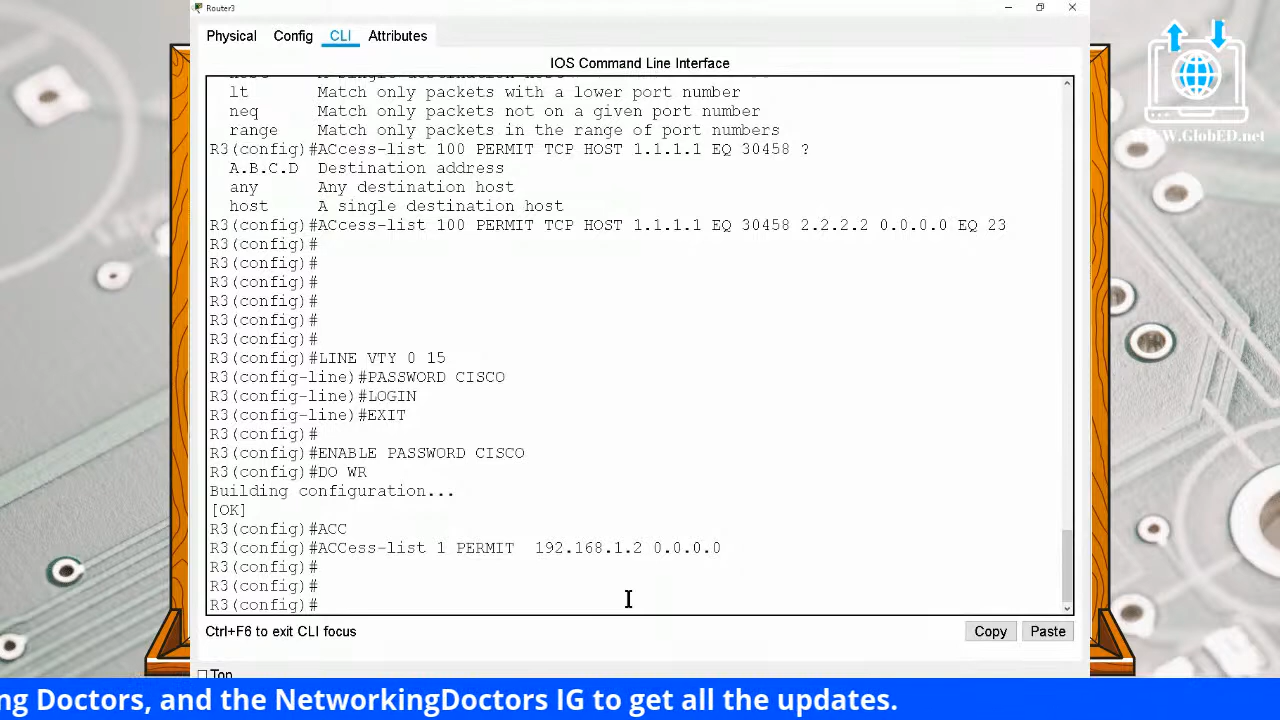 Router3
Physical Config CLI Attributes
IOS Command Line Interface
lt Match only packets with a lower port number
neq Match only packets not on a given port number
range Match only packets in the range of port numbers
R3(config)#ACcess-list 100 PERMIT TCP HOST 1.1.1.1 EQ 30458 ?
A.B.C.D Destination address
any Any destination host
host A single destination host
R3(config)#ACcess-list 100 PERMIT TCP HOST 1.1.1.1 EQ 30458 2.2.2.2 0.0.0.0 EQ 23
R3(config)#
R3(config)#
R3(config)#
R3(config)#
R3(config)#
R3(config)#
R3(config)#LINE VTY 0 15
R3(config-line)#PASSWORD CISCO
R3(config-line)#LOGIN
R3(config-line)#EXIT
R3(config)#
R3(config)#ENABLE PASSWORD CISCO
R3(config)#DO WR
Building configuration...
[OK]
R3(config)#ACC
R3(config)#ACCess-list 1 PERMIT 192.168.1.2 0.0.0.0
R3(config)#
R3(config)#
R3(config)#
Ctrl+F6 to exit CLI focus
Copy Paste
Top
WWW.GlobED.net
ng Doctors, and the NetworkingDoctors IG to get all the updates.